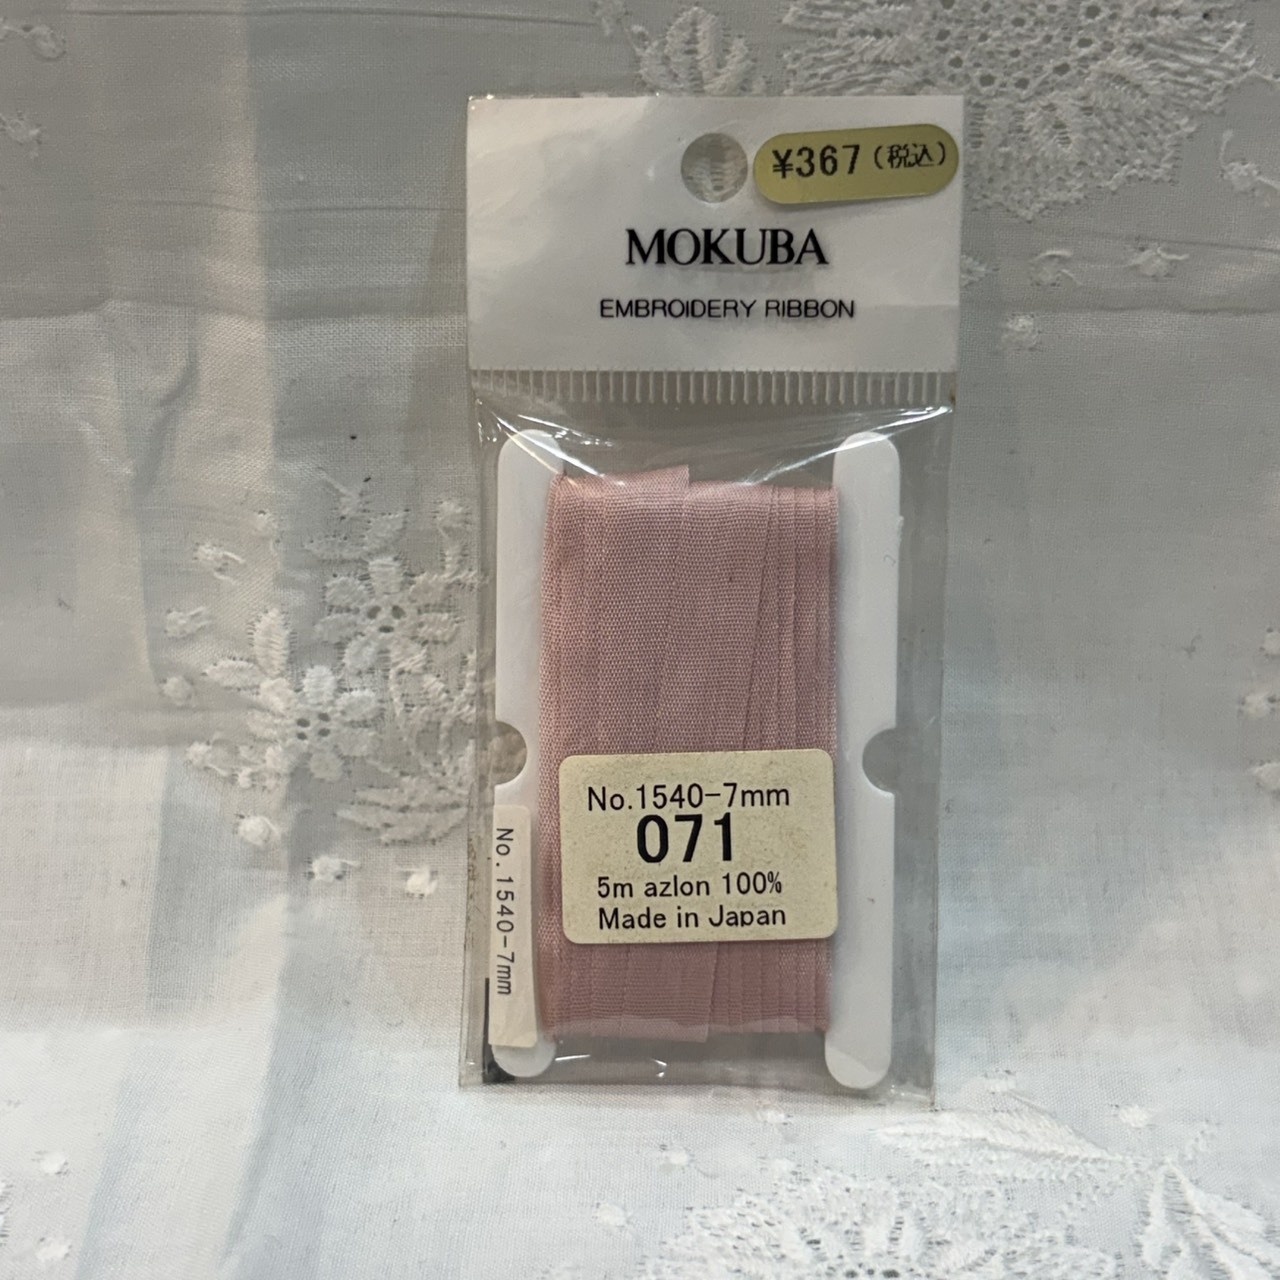 ¥367(税込)
MOKUBA
EMBROIDERY RIBBON
No.1540-7mm
071
5m azlon 100%
Made in Japan
No.1540-7mm